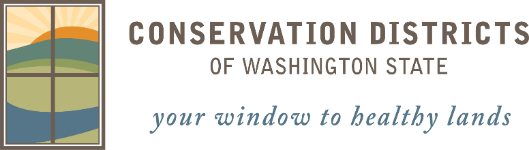 CONSERVATION DISTRICTS
OF WASHINGTON STATE
your window to healthy lands